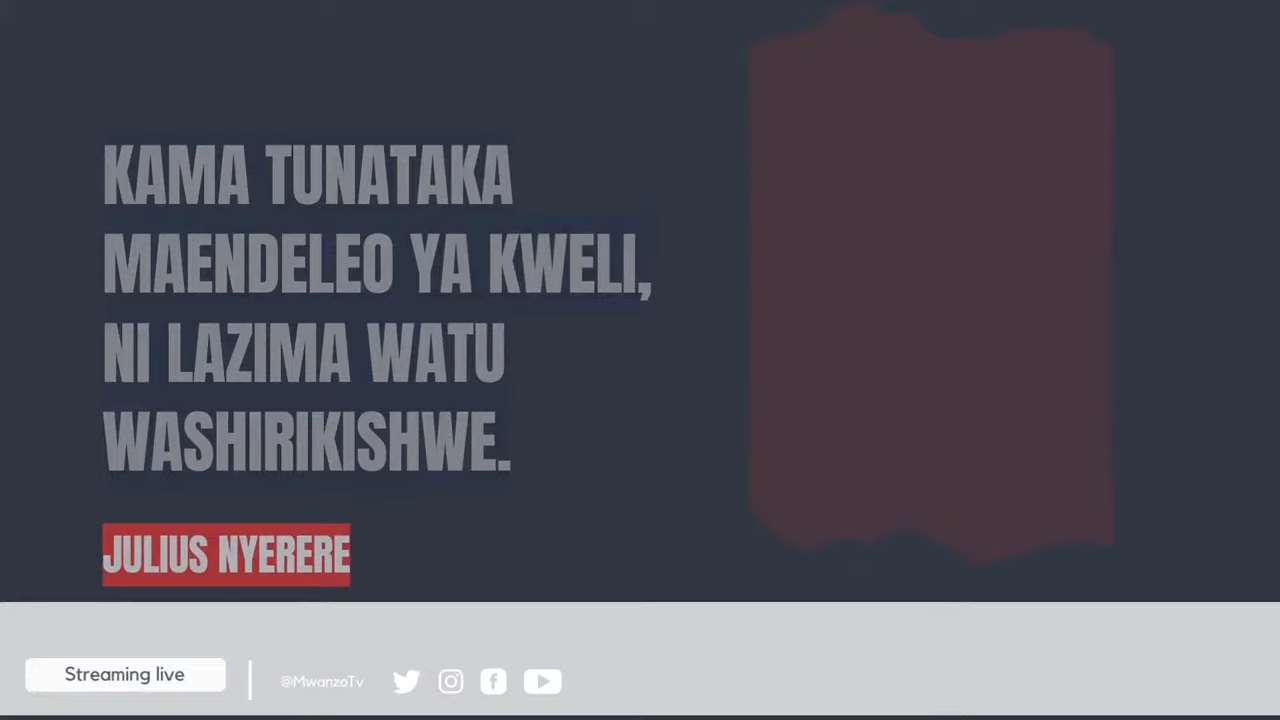 KAMA TUNATAKA
MAENDELEO YA KWELI,
NI LAZIMA WATU
WASHIRIKISHWE.
JULIUS NYERERE
Streaming live
@MwanzoTv